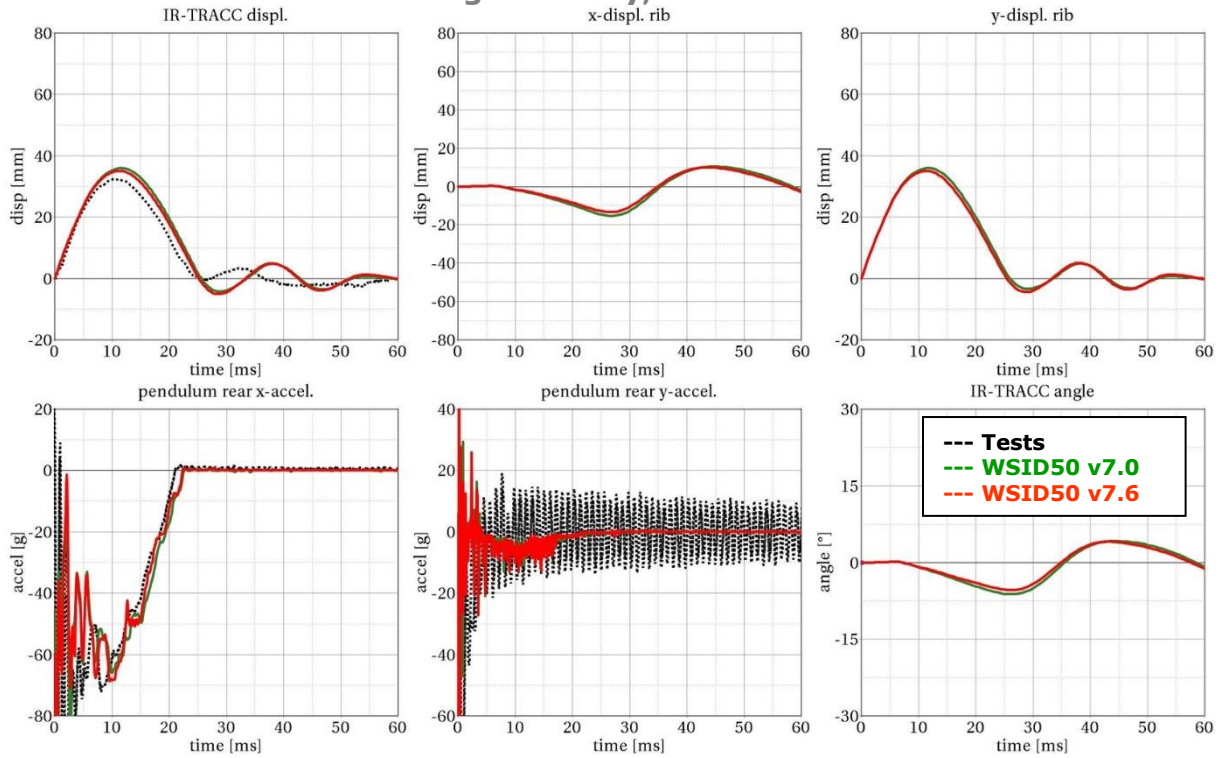 IR-TRACC displ.
x-displ. rib
y-displ. rib
80
60
40
20
0
-20
disp [mm]
0 10 20 30 40 50 60
time [ms]
80
60
40
20
0
-20
-40
-60
-80
disp [mm]
0 10 20 30 40 50 60
time [ms]
80
60
40
20
0
-20
disp [mm]
0 10 20 30 40 50 60
time [ms]
pendulum rear x-accel.
pendulum rear y-accel.
IR-TRACC angle
20
0
-20
-40
-60
-80
accel [g]
0 10 20 30 40 50 60
time [ms]
40
20
0
-20
-40
-60
accel [g]
0 10 20 30 40 50 60
time [ms]
30
15
0
-15
-30
angle [°]
0 10 20 30 40 50 60
time [ms]
--- Tests
--- WSID50 v7.0
--- WSID50 v7.6